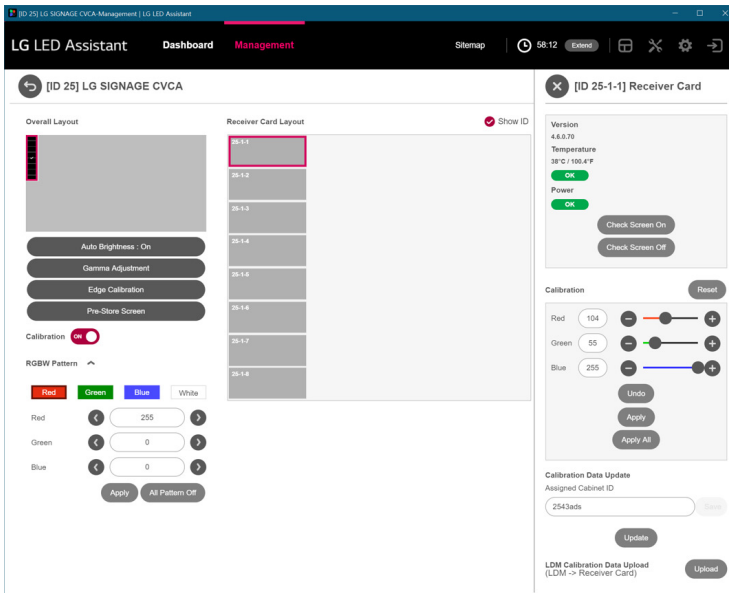 [ID 25] LG SIGNAGE CVCA-Management | LG LED Assistant
LG LED Assistant
Dashboard
Management
Sitemap
58:12
Extend
[ID 25] LG SIGNAGE CVCA
Overall Layout
Auto Brightness : On
Gamma Adjustment
Edge Calibration
Pre-Store Screen
Calibration
ON
RGBW Pattern
Red
Green
Blue
White
Red
255
Green
0
Blue
0
Apply
All Pattern Off
Receiver Card Layout
Show ID
25-1-1
25-1-2
25-1-3
25-1-4
25-1-5
25-1-6
25-1-7
25-1-8
[ID 25-1-1] Receiver Card
Version
4.6.0.70
Temperature
38°C / 100.4°F
OK
Power
OK
Check Screen On
Check Screen Off
Calibration
Reset
Red
104
Green
55
Blue
255
Undo
Apply
Apply All
Calibration Data Update
Assigned Cabinet ID
2543ads
Save
Update
LDM Calibration Data Upload
(LDM -> Receiver Card)
Upload